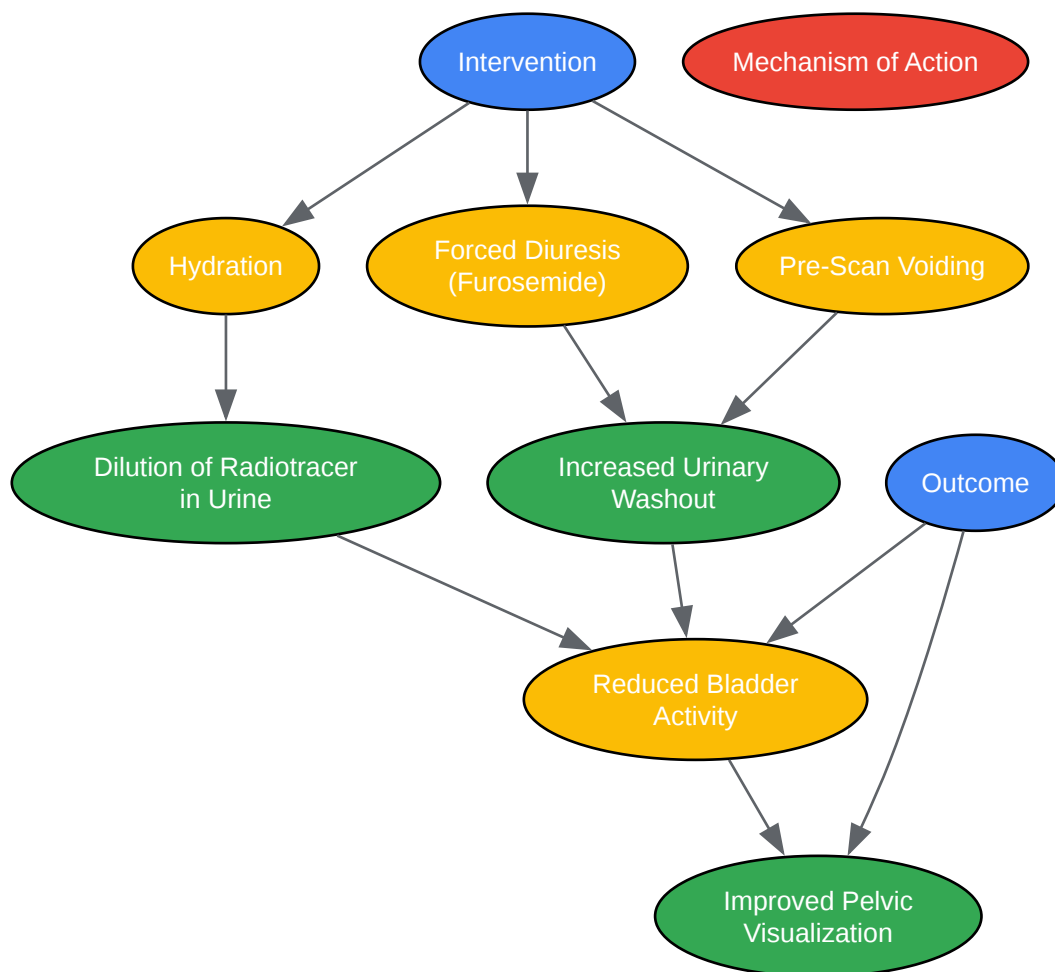 Intervention
Mechanism of Action
Hydration
Forced Diuresis
(Furosemide)
Pre-Scan Voiding
Dilution of Radiotracer
in Urine
Increased Urinary
Washout
Outcome
Reduced Bladder
Activity
Improved Pelvic
Visualization